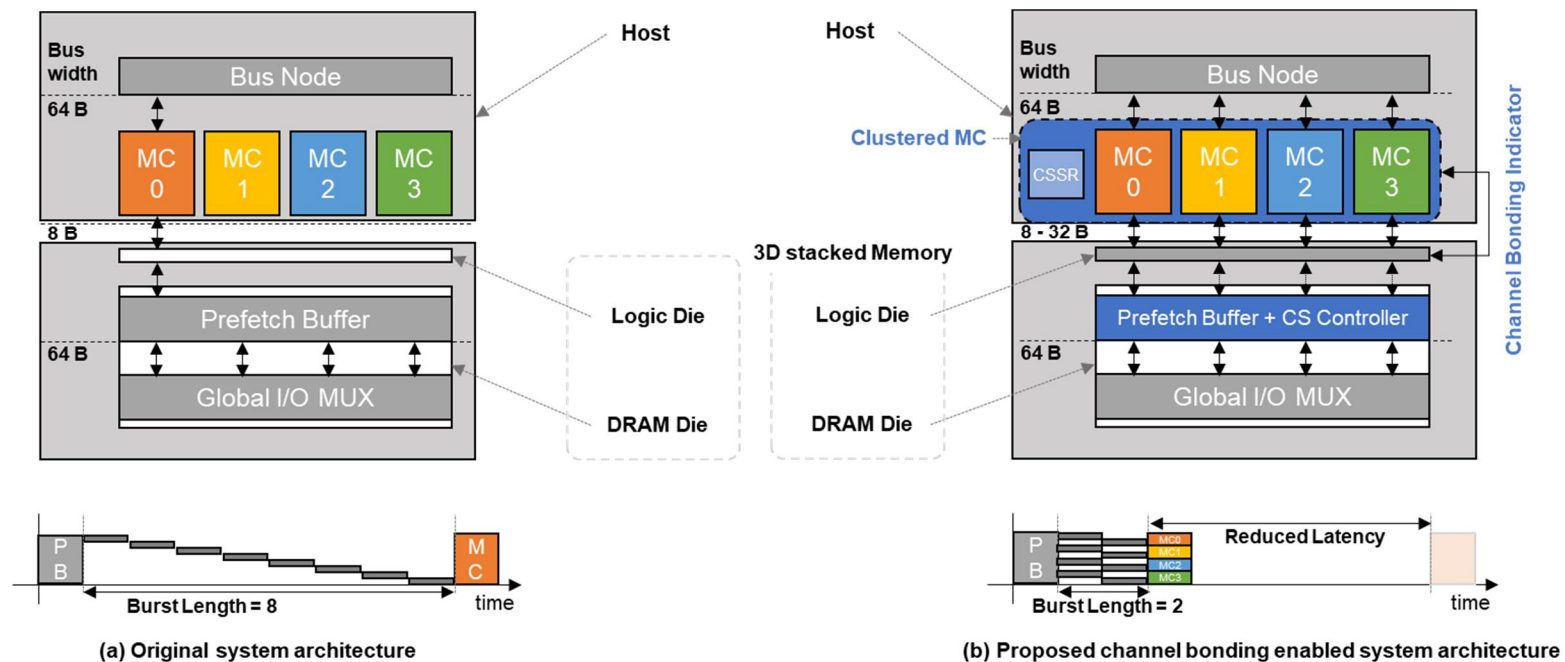 Bus
width
Bus Node
64 B
MC
0
MC
1
MC
2
MC
3
8 B
Prefetch Buffer
64 B
Global I/O MUX
Host
Logic Die
DRAM Die
P
B
M
C
Burst Length = 8
time
(a) Original system architecture
Host
Clustered MC
3D stacked Memory
Logic Die
DRAM Die
Bus
width
Bus Node
64 B
CSSR
MC
0
MC
1
MC
2
MC
3
8 - 32 B
Prefetch Buffer + CS Controller
64 B
Global I/O MUX
Channel Bonding Indicator
P
B
MC0
MC1
MC2
MC3
Reduced Latency
Burst Length = 2
time
(b) Proposed channel bonding enabled system architecture